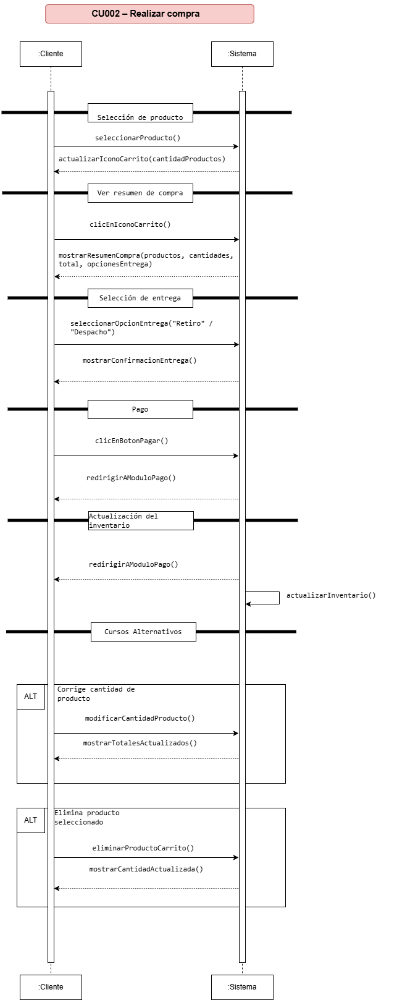 CU002 – Realizar compra
:Cliente
:Sistema
Selección de producto
seleccionarProducto()
actualizarIconoCarrito(cantidadProductos)
Ver resumen de compra
clicEnIconoCarrito()
mostrarResumenCompra(productos, cantidades,
total, opcionesEntrega)
Selección de entrega
seleccionarOpcionEntrega("Retiro" /
"Despacho")
mostrarConfirmacionEntrega()
Pago
clicEnBotonPagar()
redirigirAModuloPago()
Actualización del
inventario
redirigirAModuloPago()
actualizarInventario()
Cursos Alternativos
ALT
Corrige cantidad de
producto
modificarCantidadProducto()
mostrarTotalesActualizados()
ALT
Elimina producto
seleccionado
eliminarProductoCarrito()
mostrarCantidadActualizada()
:Cliente
:Sistema